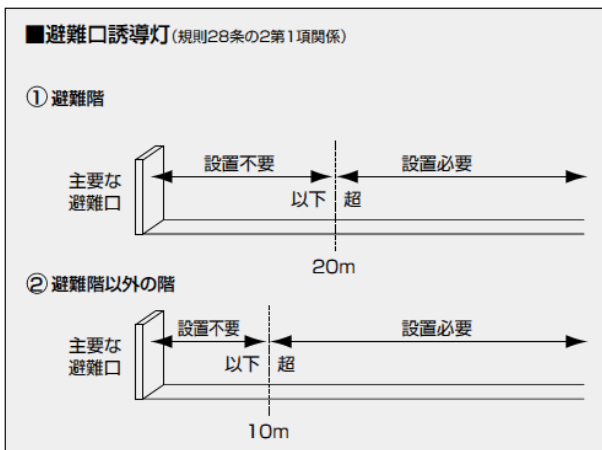 ■避難口誘導灯(規則28条の2第1項関係)
①避難階
設置不要 設置必要
主要な
避難口
以下 超
20m
②避難階以外の階
設置不要 設置必要
主要な
避難口
以下 超
10m